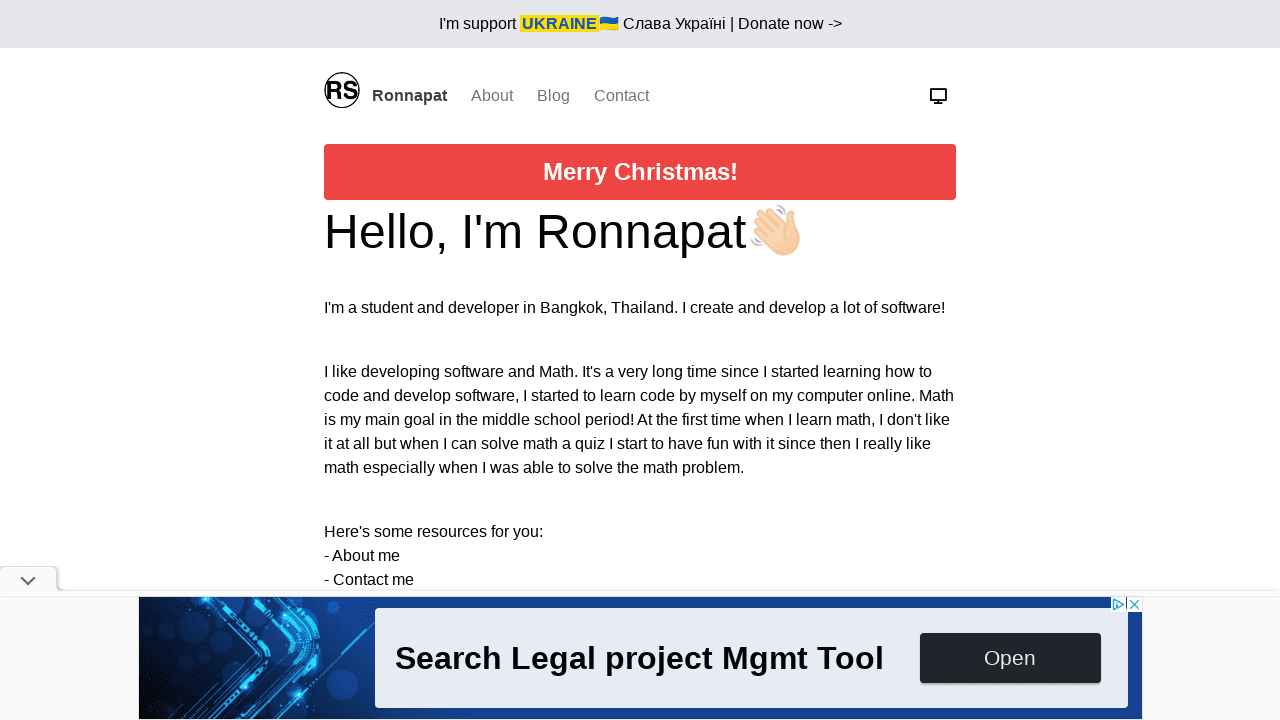 I'm support UKRAINE🇺🇦 Слава Україні | Donate now ->
RS Ronnapat About Blog Contact
Merry Christmas!
Hello, I'm Ronnapat👋🏻
I'm a student and developer in Bangkok, Thailand. I create and develop a lot of software!
I like developing software and Math. It's a very long time since I started learning how to
code and develop software, I started to learn code by myself on my computer online. Math
is my main goal in the middle school period! At the first time when I learn math, I don't like
it at all but when I can solve math a quiz I start to have fun with it since then I really like
math especially when I was able to solve the math problem.
Here's some resources for you:
- About me
- Contact me
Search Legal project Mgmt Tool
Open